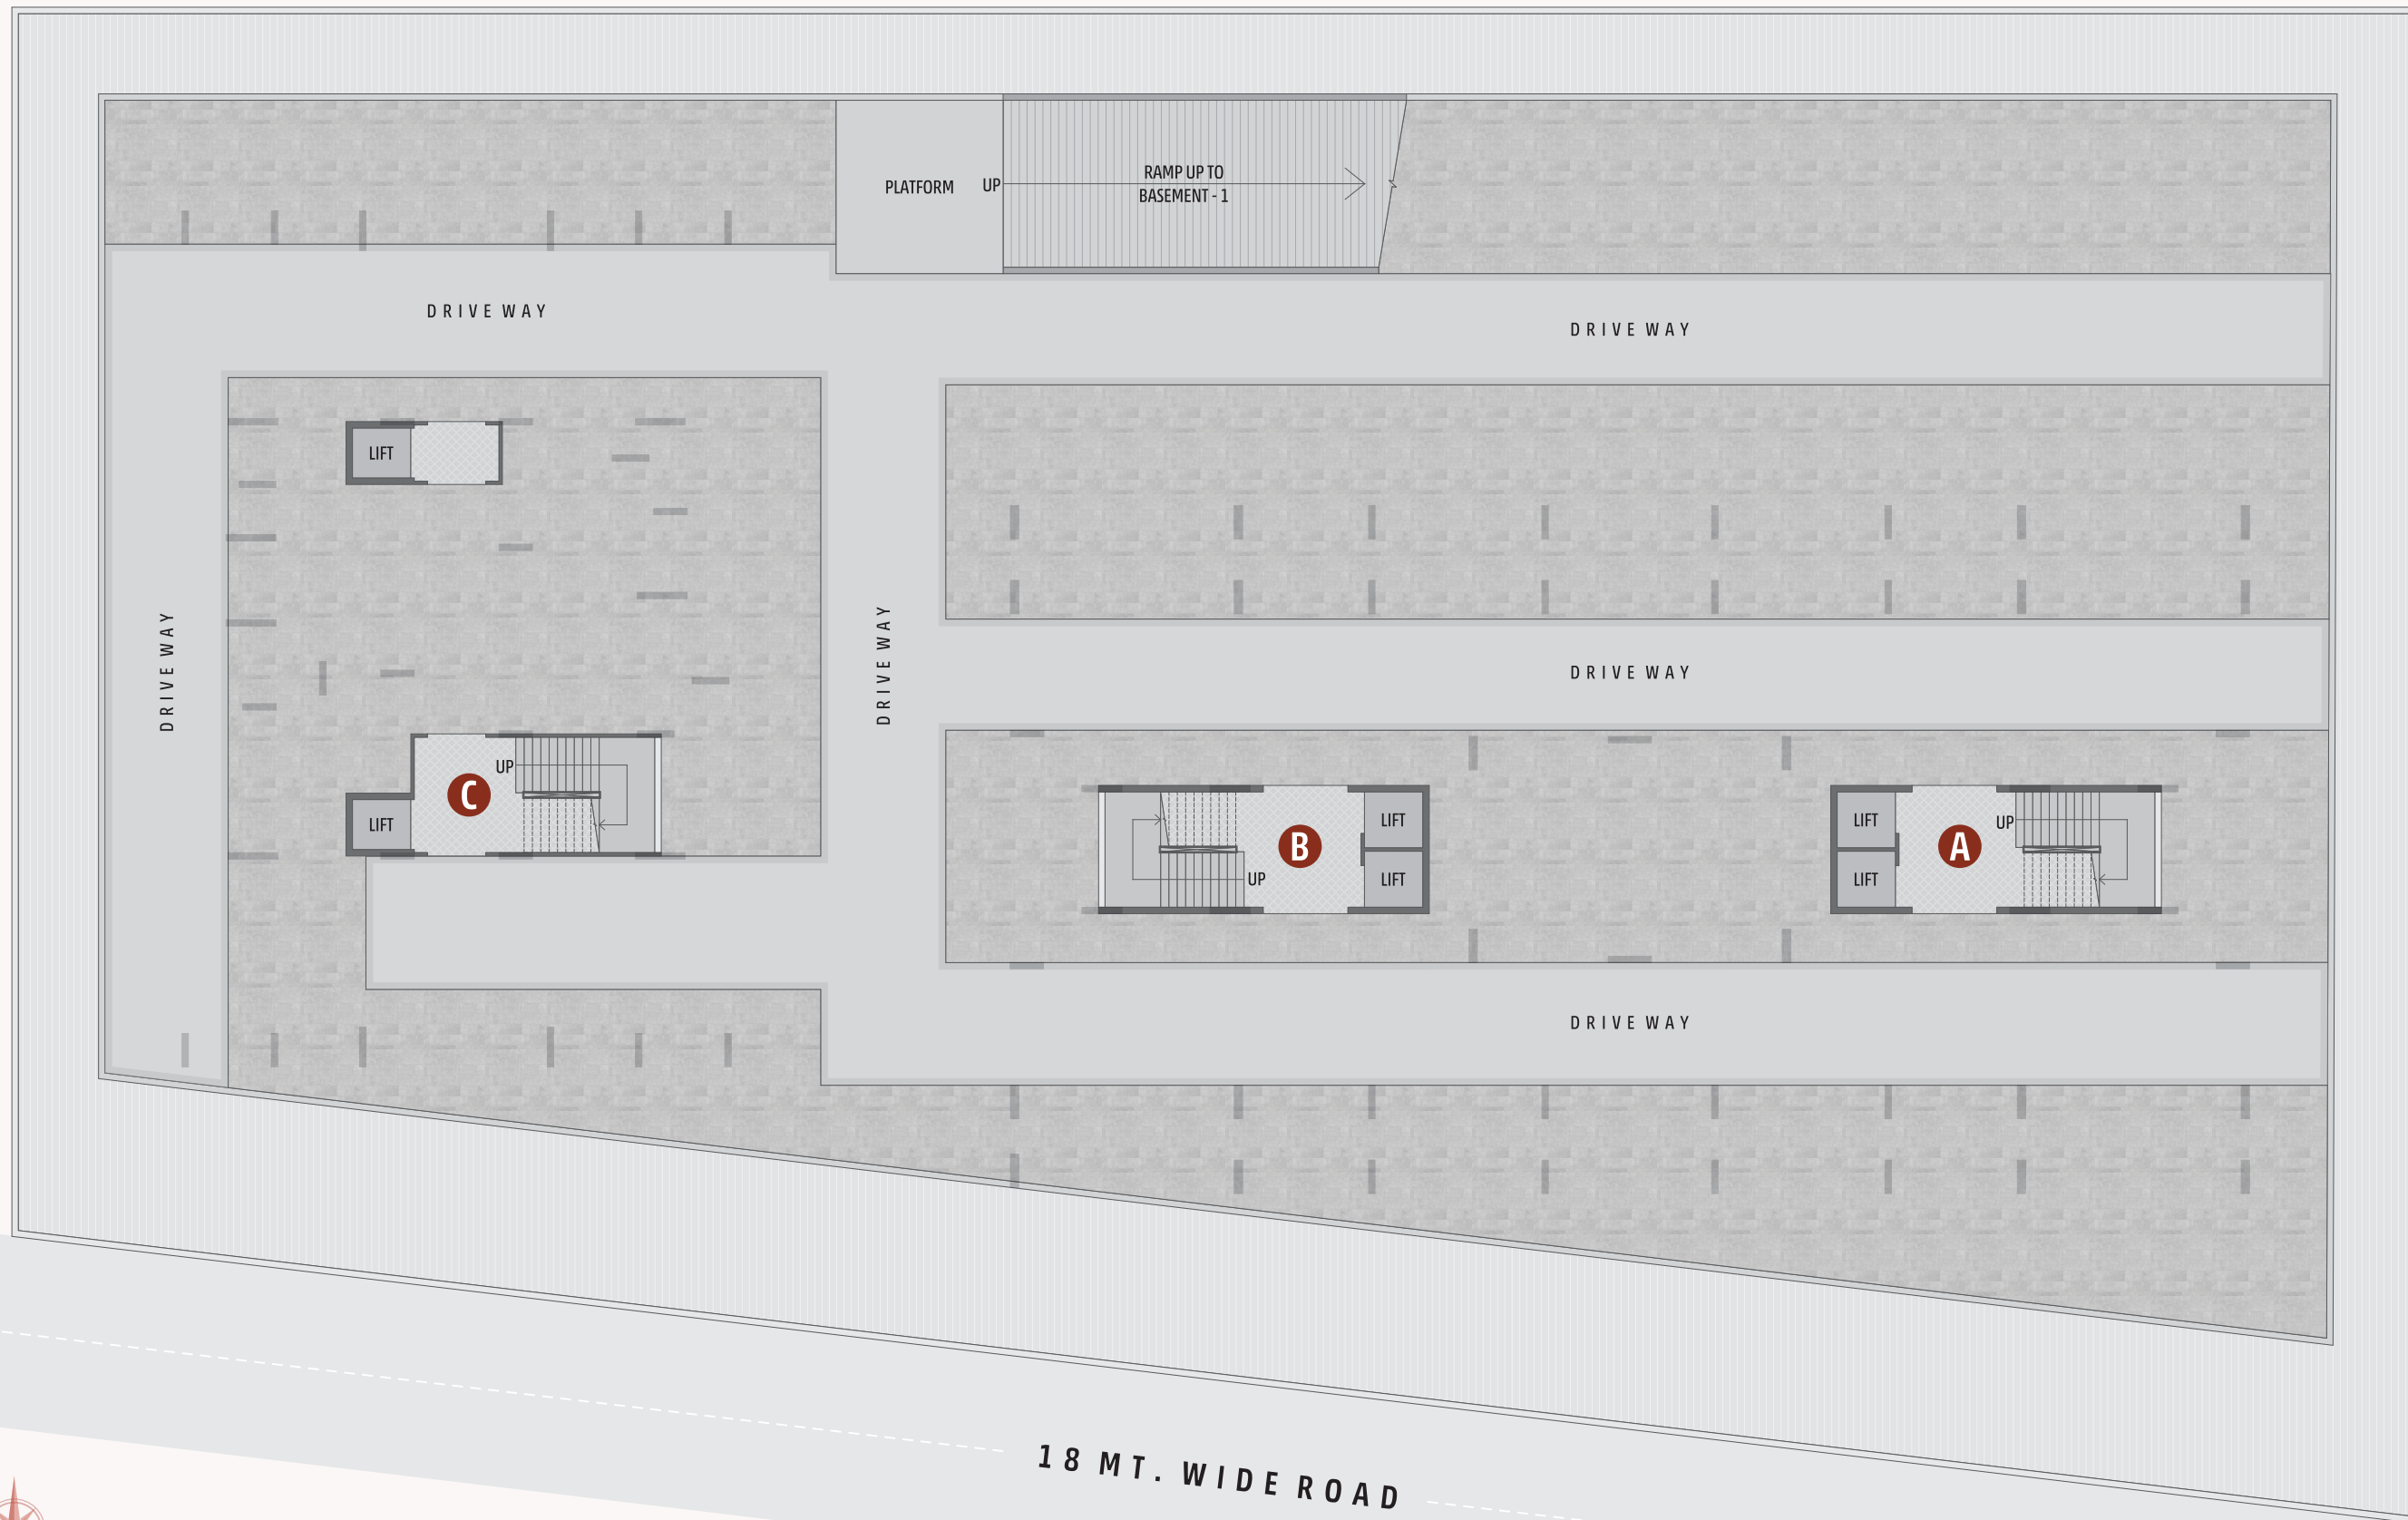 RAMP UP TO
PLATFORM UP
BASEMENT - 1
DRIVE WAY
DRIVE WAY
LIFT
DRIVE WAY
DRIVE WAY
DRIVE WAY
UP
C
LIFT
LIFT
UP
LIFT
B
A
LIFT
UP
LIFT
LIFT
DRIVE WAY
18 MT. WIDE ROAD